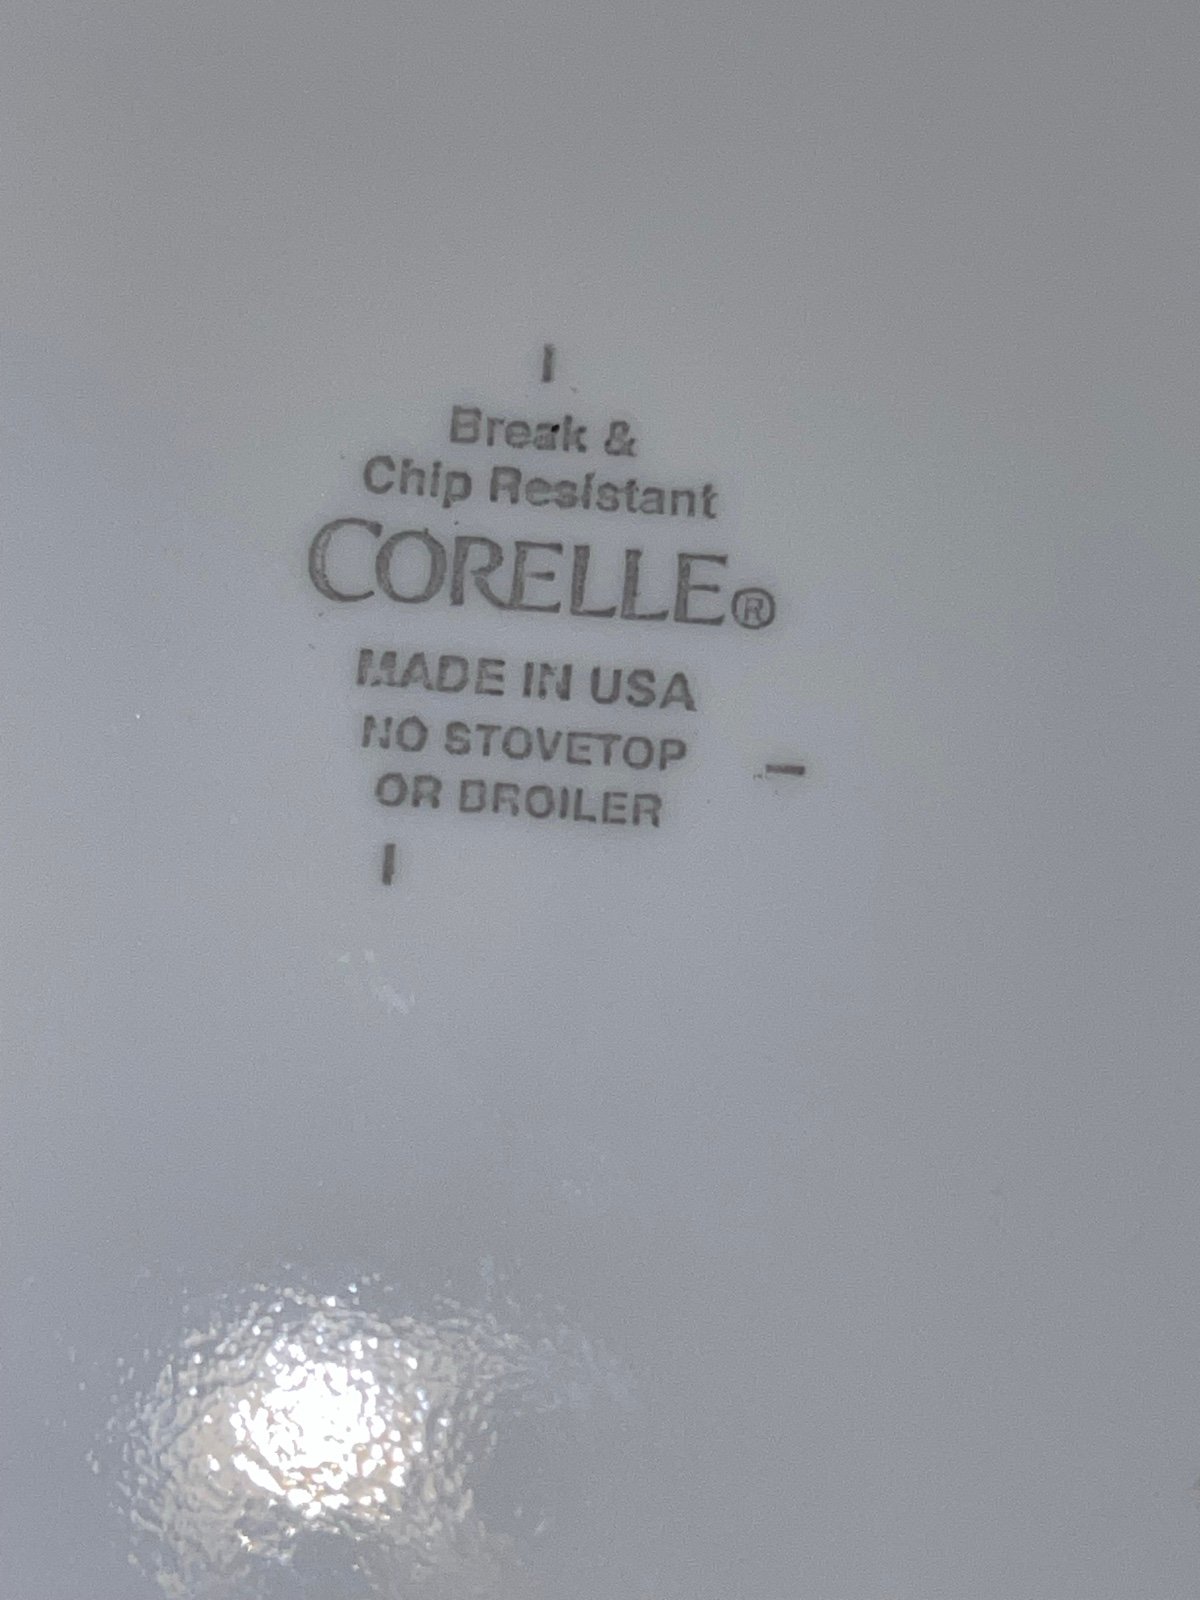 Break &
Chip Resistant
CORELLE®
MADE IN USA
NO STOVETOP
OR BROILER